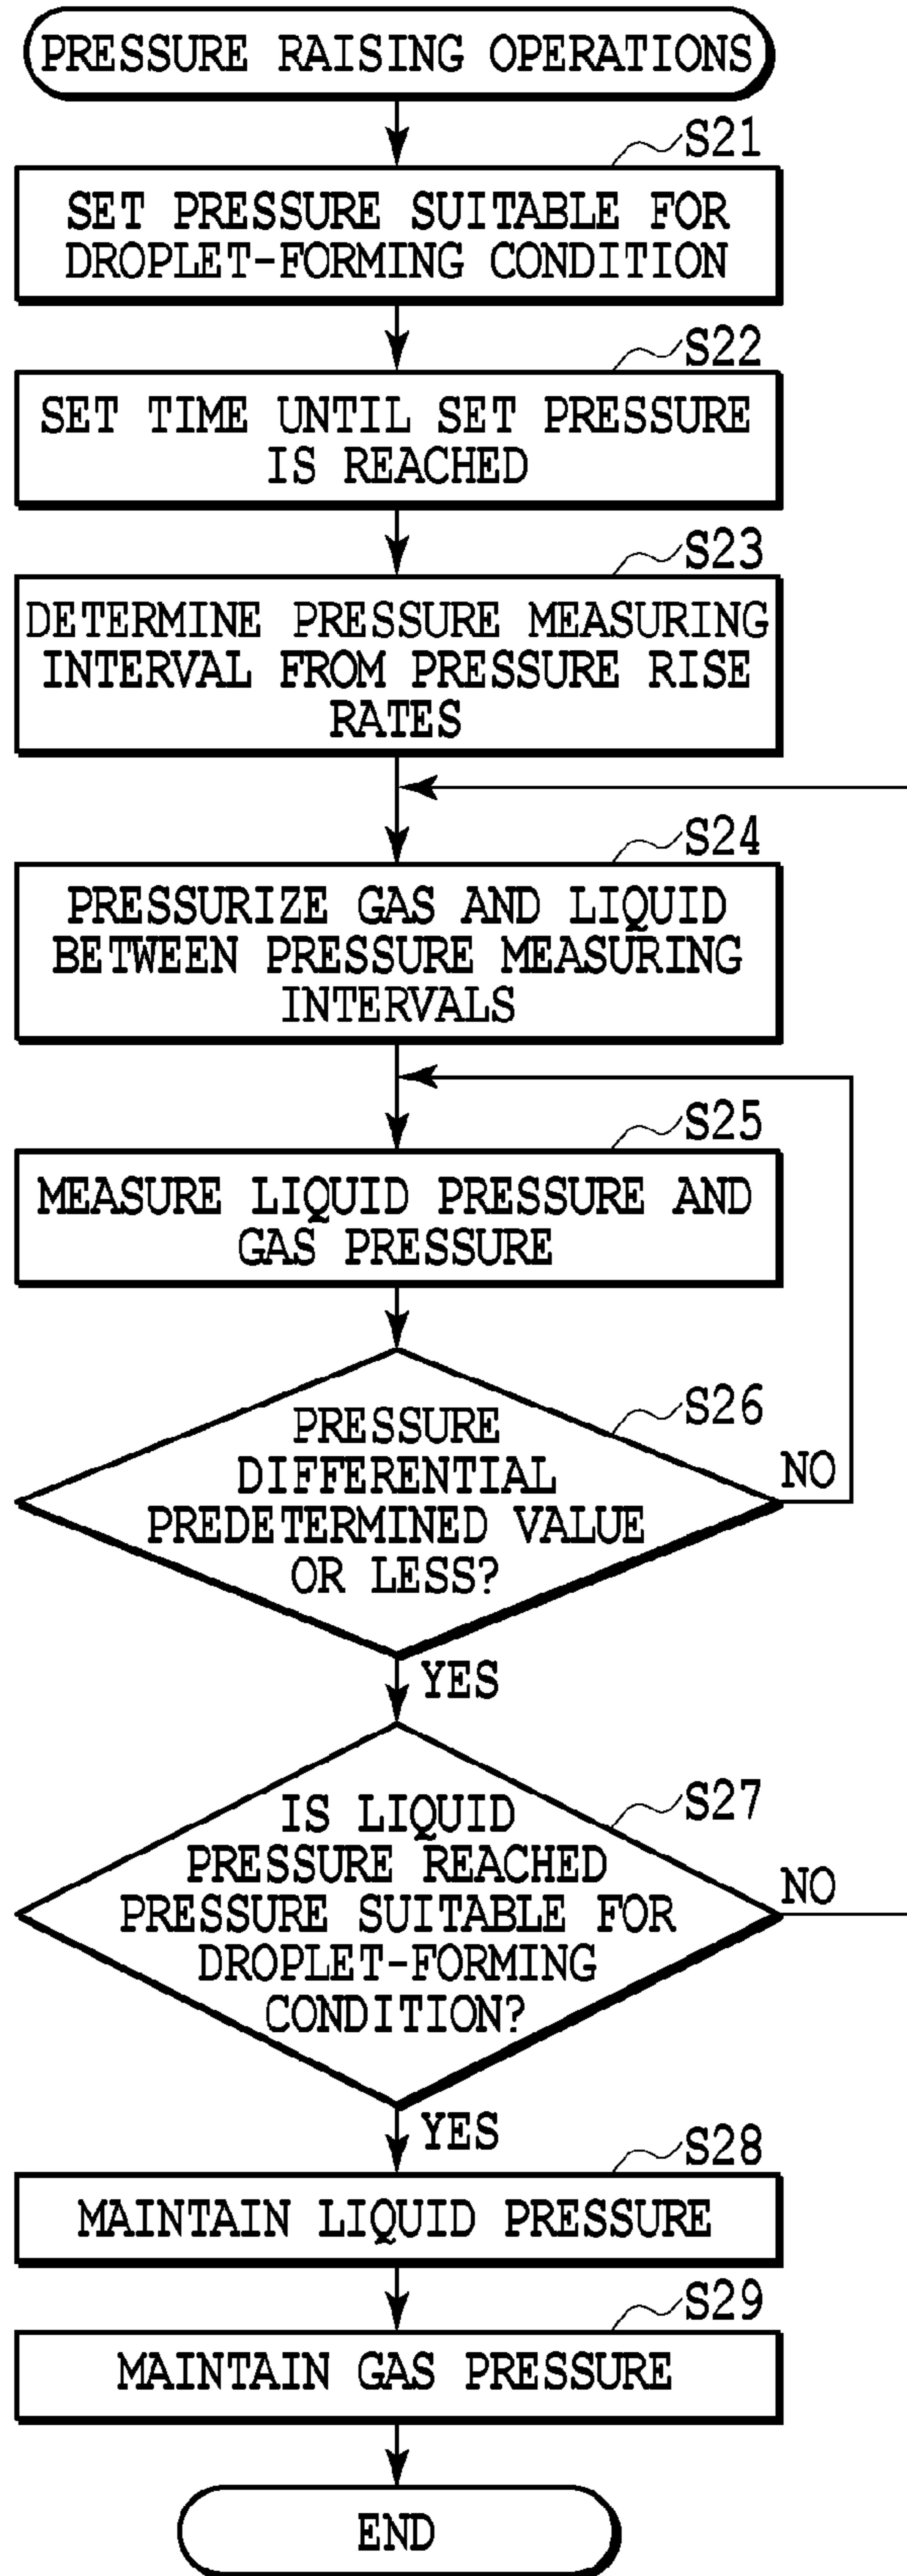 PRESSURE RAISING OPERATIONS
S21
SET PRESSURE SUITABLE FOR
DROPLET-FORMING CONDITION
S22
SET TIME UNTIL SET PRESSURE
IS REACHED
S23
DETERMINE PRESSURE MEASURING
INTERVAL FROM PRESSURE RISE
RATES
S24
PRESSURIZE GAS AND LIQUID
BETWEEN PRESSURE MEASURING
INTERVALS
S25
MEASURE LIQUID PRESSURE AND
GAS PRESSURE
S26
PRESSURE
DIFFERENTIAL
PREDETERMINED VALUE
OR LESS?
NO
YES
S27
IS LIQUID
PRESSURE REACHED
PRESSURE SUITABLE FOR
DROPLET-FORMING
CONDITION?
NO
YES
S28
MAINTAIN LIQUID PRESSURE
S29
MAINTAIN GAS PRESSURE
END